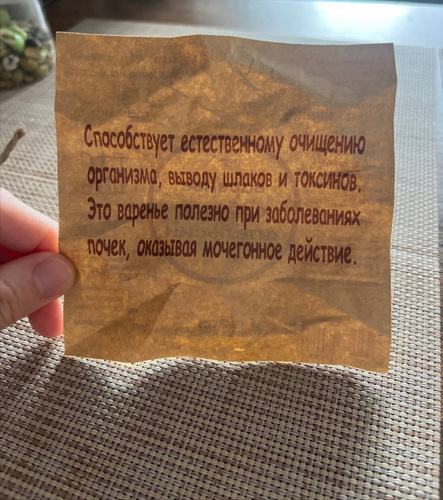 Способствует естественному очищению
организма, выводу шлаков и токсинов.
Это варенье полезно при заболеваниях
почек, оказывая мочегонное действие.